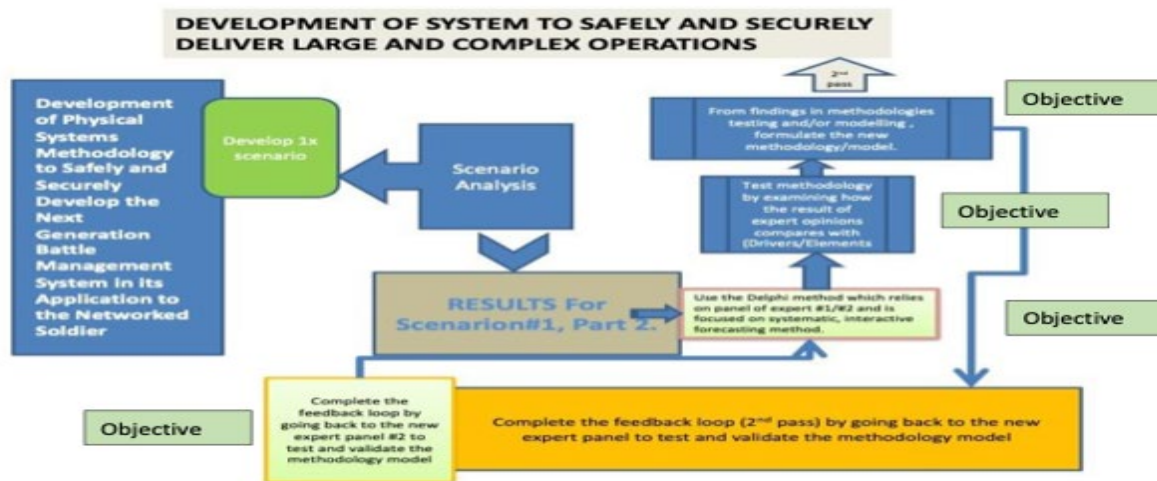 DEVELOPMENT OF SYSTEM TO SAFELY AND SECURELY
DELIVER LARGE AND COMPLEX OPERATIONS
2nd
pass
Development
of Physical
Systems
Methodology
to Safely and
Securely
Develop the
Next
Generation
Battle
Management
System in its
Application to
the Networked
Soldier
Develop 1x
scenario
Scenario
Analysis
From findings in methodologies
testing and/or modelling ,
formulate the new
methodology/model.
Objective
Test methodology
by examining how
the result of
expert opinions
compares with
(Drivers/Elements
Objective
RESULTS For
Scenarion#1, Part 2.
Use the Delphi method which relies
on panel of expert #1/#2 and is
focused on systematic, interactive
forecasting method.
Objective
Objective
Complete the
feedback loop by
going back to the new
expert panel #2 to
test and validate the
methodology model
Complete the feedback loop (2nd pass) by going back to the new
expert panel to test and validate the methodology model